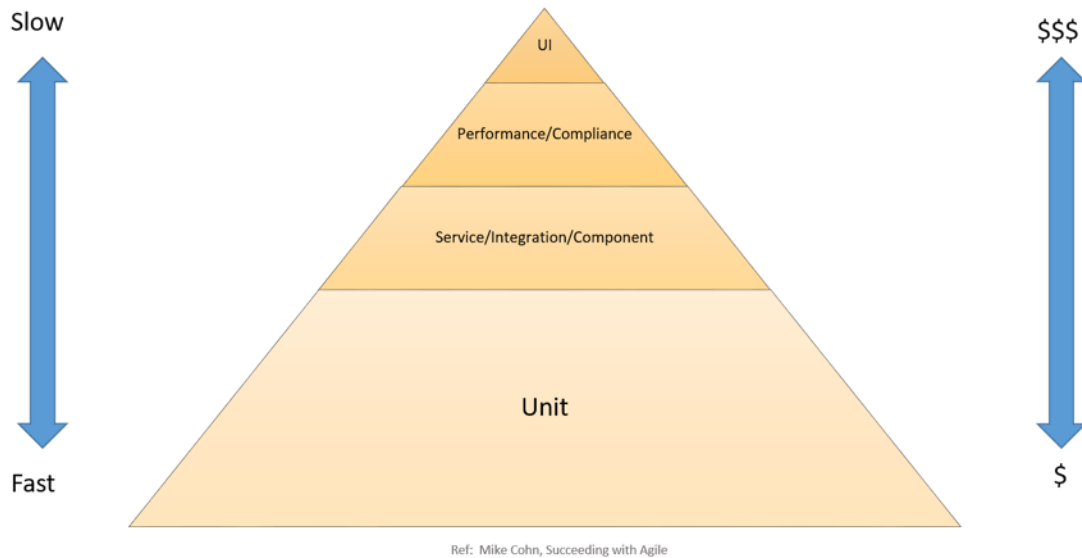 Slow
$$$
UI
Performance/Compliance
Service/Integration/Component
Unit
Fast
$
Ref: Mike Cohn, Succeeding with Agile